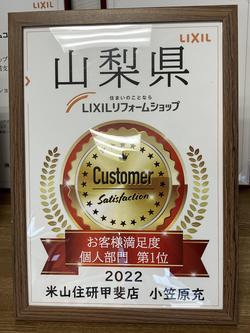 LIXIL
山梨県
住まいのことなら
LIXILリフォームショップ
Customer
Satisfaction
お客様満足度
個人部門 第1位
2022
米山住研甲斐店 小笠原充